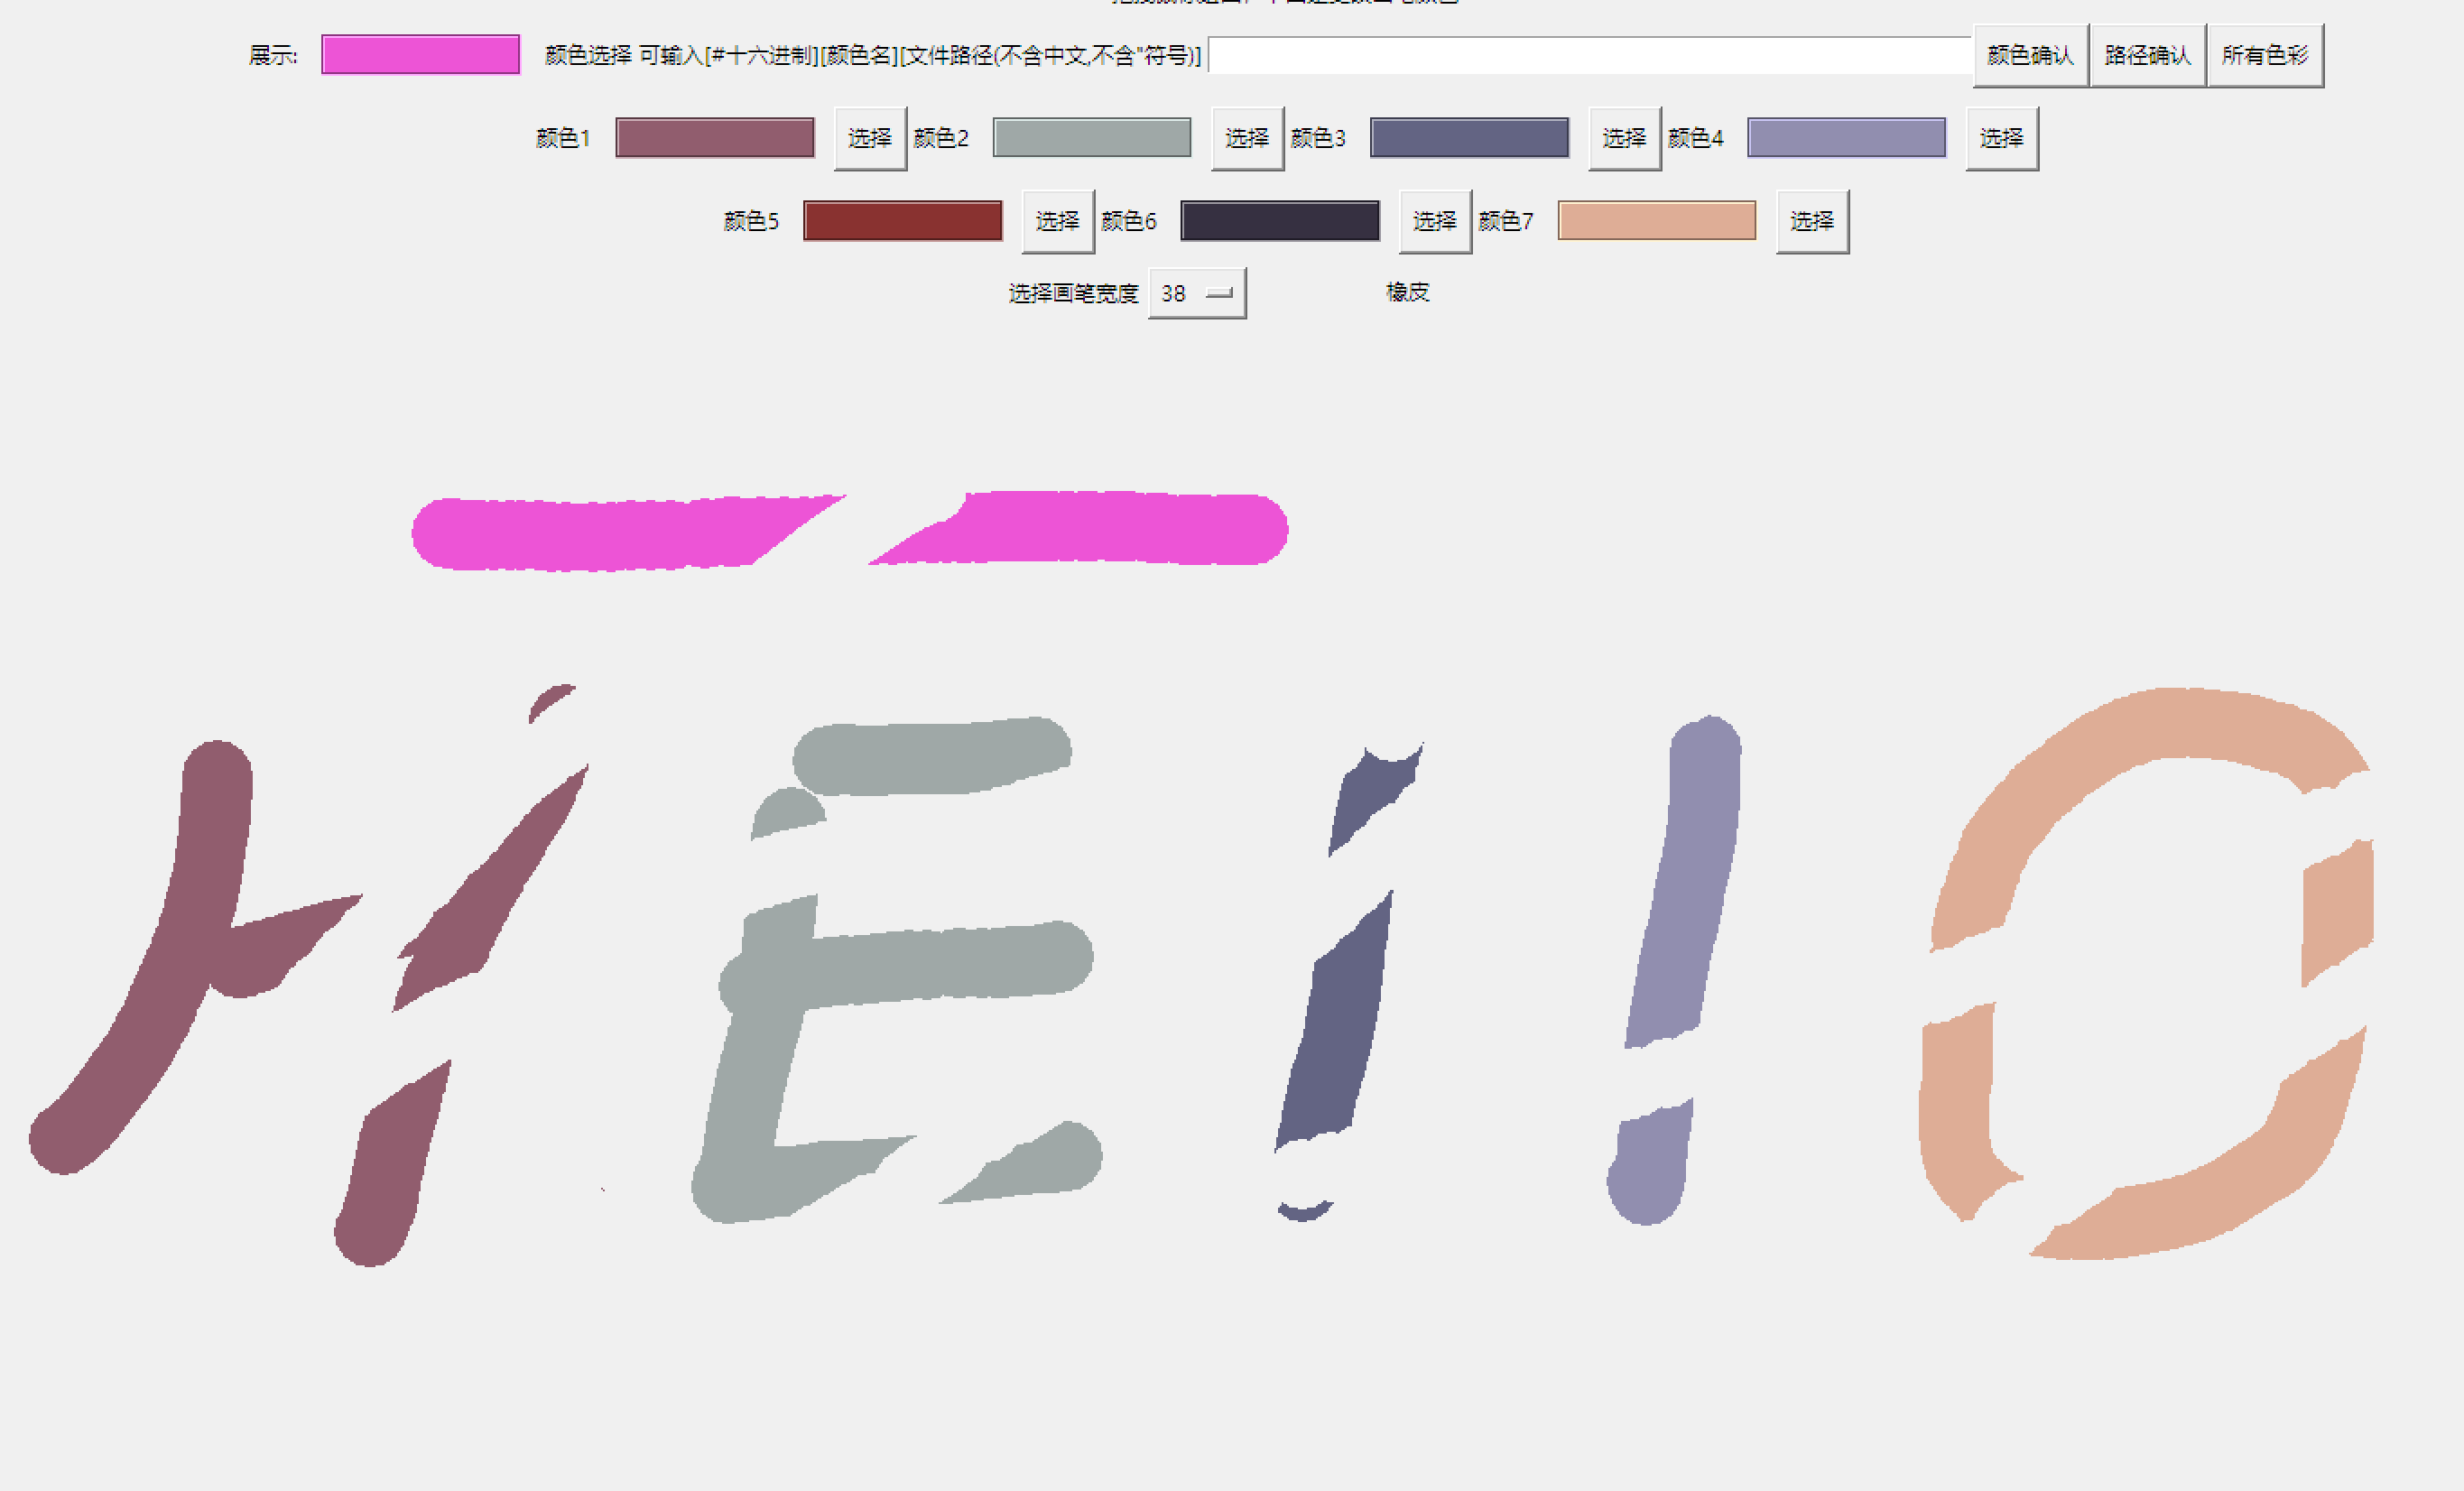 展示: 颜色选择 可输入[#十六进制][颜色名][文件路径(不含中文,不含"符号)] 颜色确认 路径确认 所有色彩
颜色1 选择 颜色2 选择 颜色3 选择 颜色4 选择
颜色5 选择 颜色6 选择 颜色7 选择
选择画笔宽度 38 橡皮
HEllO